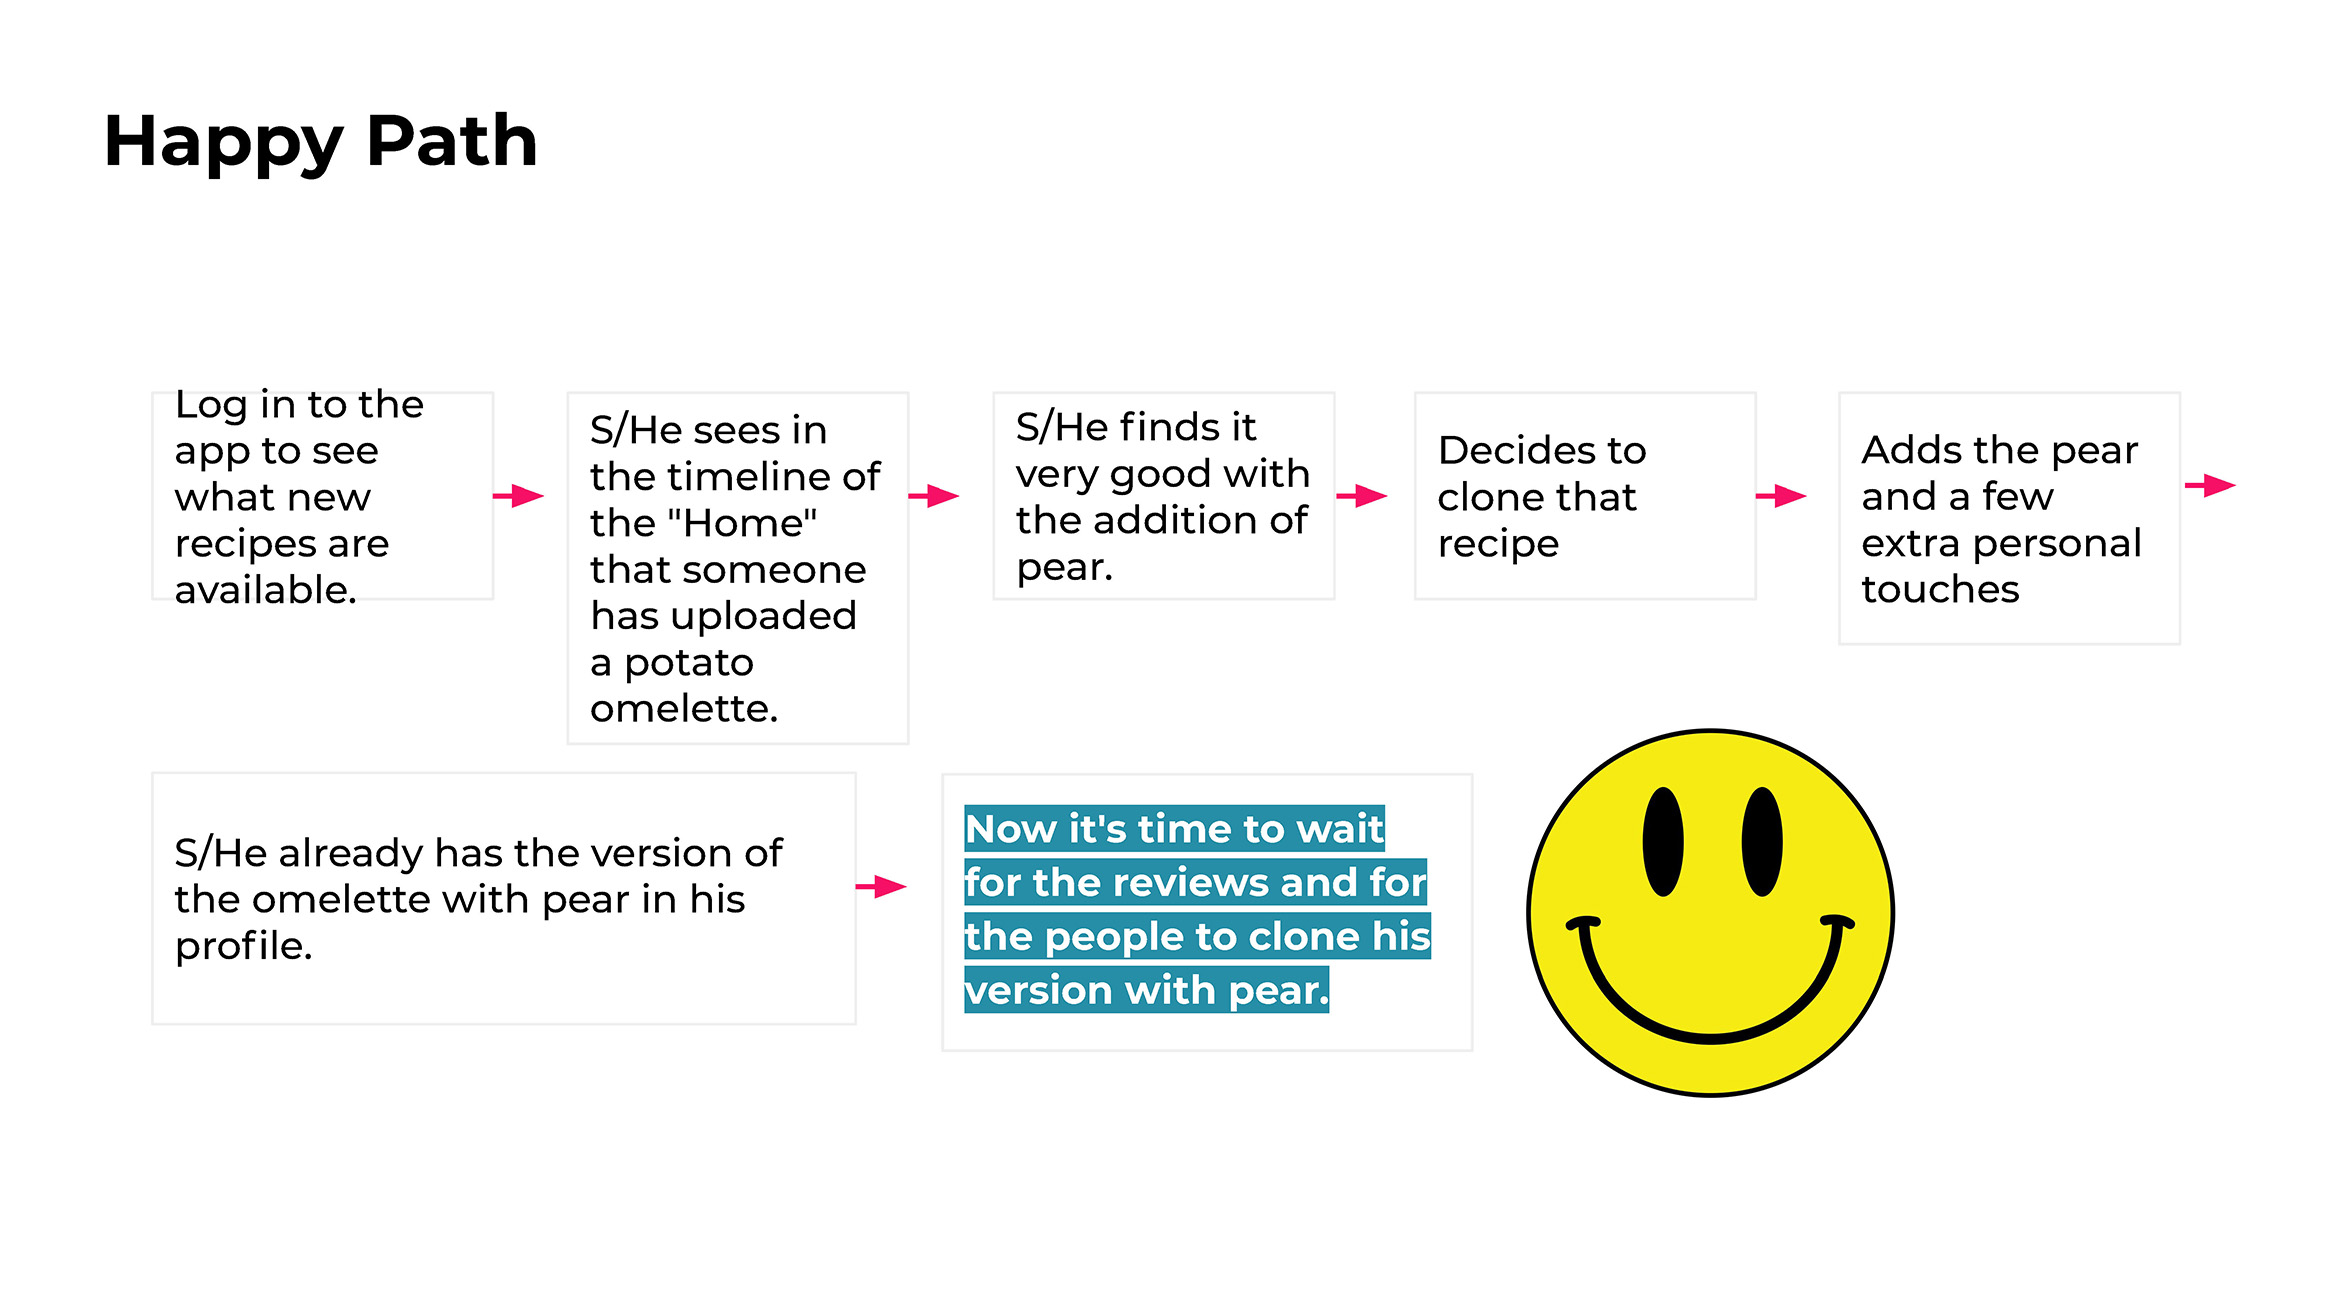 Happy Path
Log in to the
app to see
what new
recipes are
available.
S/He sees in
the timeline of
the "Home"
that someone
has uploaded
a potato
omelette.
S/He finds it
very good with
the addition of
pear.
Decides to
clone that
recipe
Adds the pear
and a few
extra personal
touches
S/He already has the version of
the omelette with pear in his
profile.
Now it's time to wait
for the reviews and for
the people to clone his
version with pear.